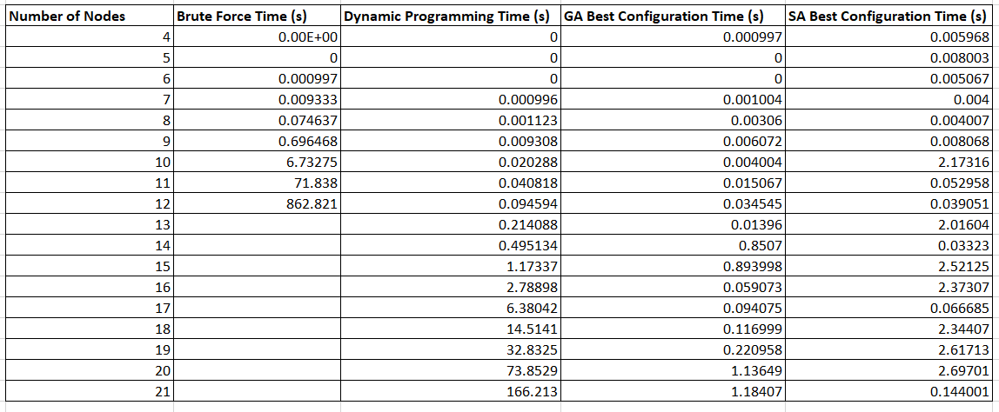 Number of Nodes Brute Force Time (s) Dynamic Programming Time (s) GA Best Configuration Time (s) SA Best Configuration Time (s)
4 0.00E+00 0 0.000997 0.005968
5 0 0 0 0.008003
6 0.000997 0 0 0.005067
7 0.009333 0.000996 0.001004 0.004
8 0.074637 0.001123 0.00306 0.004007
9 0.696468 0.009308 0.006072 0.008068
10 6.73275 0.020288 0.004004 2.17316
11 71.838 0.040818 0.015067 0.052958
12 862.821 0.094594 0.034545 0.039051
13 0.214088 0.01396 2.01604
14 0.495134 0.8507 0.03323
15 1.17337 0.893998 2.52125
16 2.78898 0.059073 2.37307
17 6.38042 0.094075 0.066685
18 14.5141 0.116999 2.34407
19 32.8325 0.220958 2.61713
20 73.8529 1.13649 2.69701
21 166.213 1.18407 0.144001